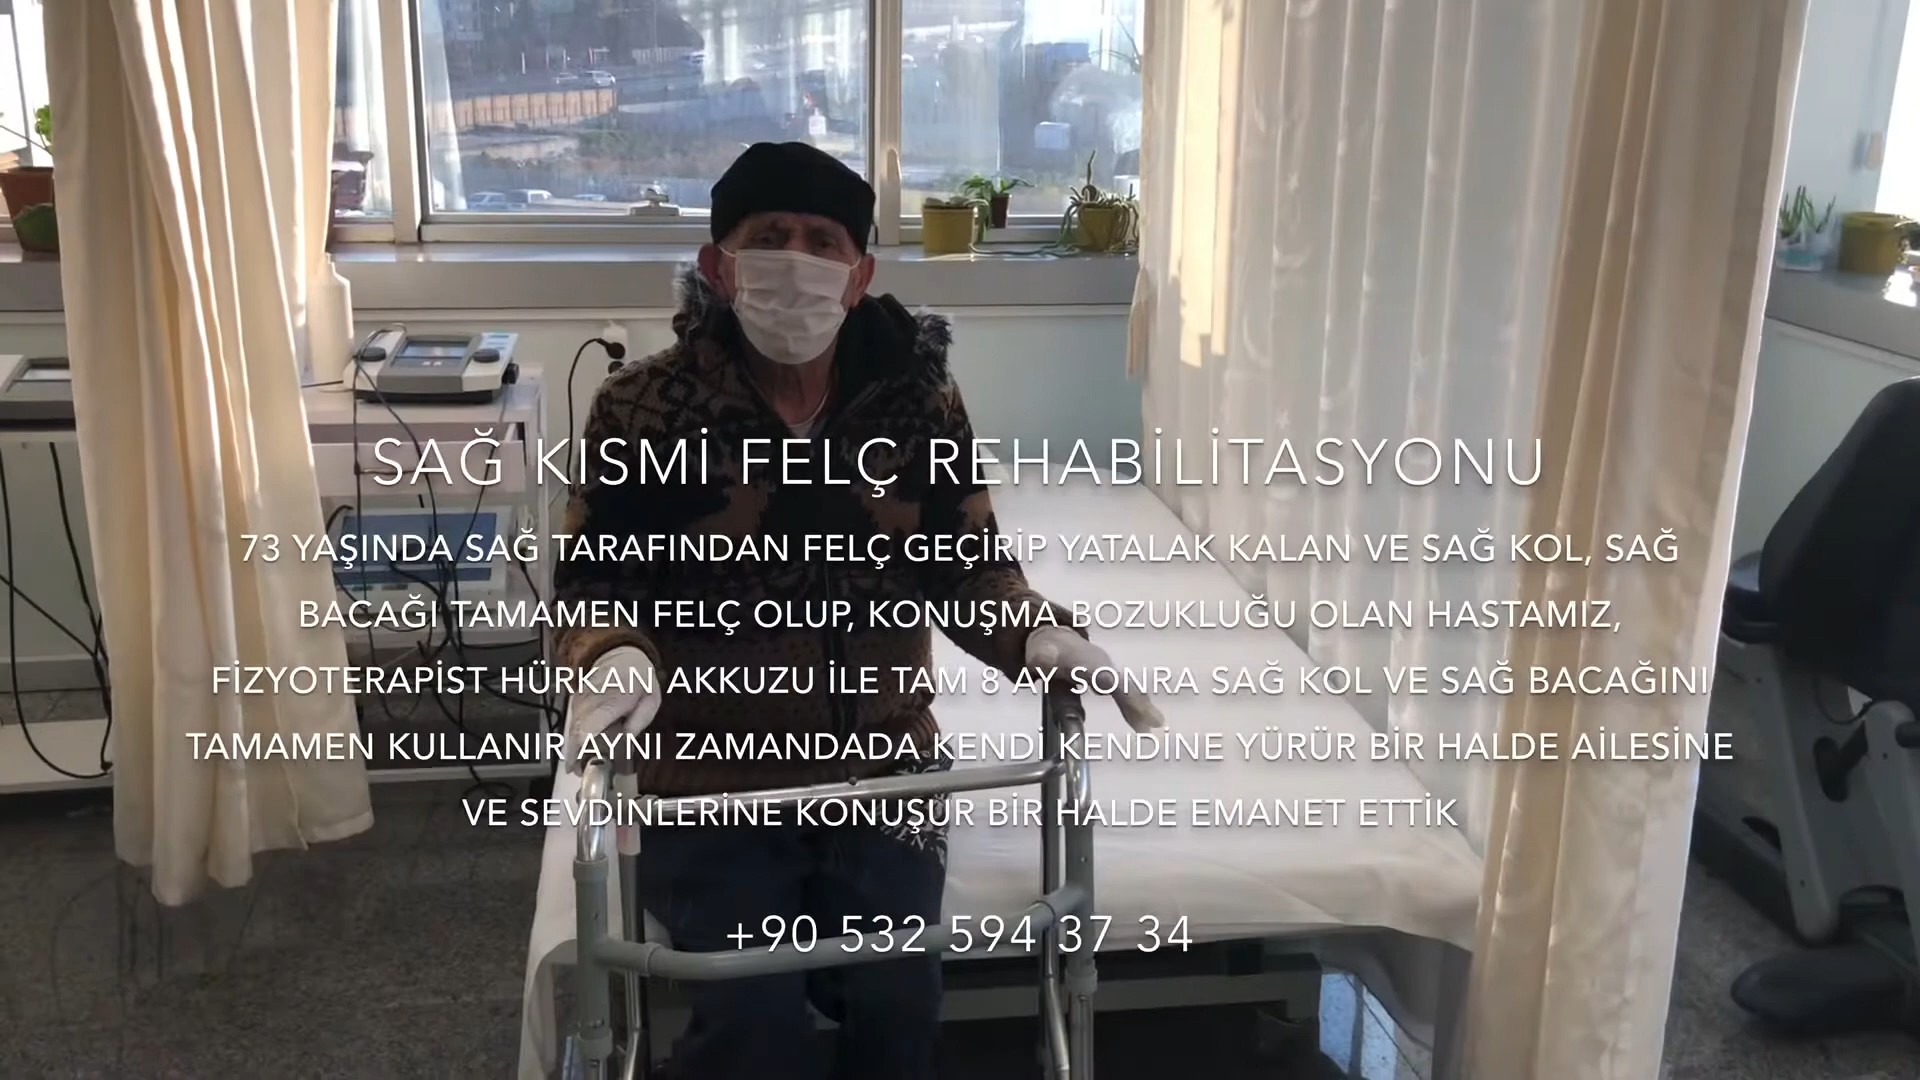 SAĞ KISMİ FELÇ REHABİLİTASYONU
73 YAŞINDA SAĞ TARAFINDAN FELÇ GEÇİRİP YATALAK KALAN VE SAĞ KOL, SAĞ
BACAĞI TAMAMEN FELÇ OLUP, KONUŞMA BOZUKLUĞU OLAN HASTAMIZ,
FİZYOTERAPİST HÜRKAN AKKUZU İLE TAM 8 AY SONRA SAĞ KOL VE SAĞ BACAĞINI
TAMAMEN KULLANIR AYNI ZAMANDADA KENDİ KENDİNE YÜRÜR BİR HALDE AİLESİNE
VE SEVDİNLERİNE KONUŞUR BİR HALDE EMANET ETTİK
+90 532 594 37 34